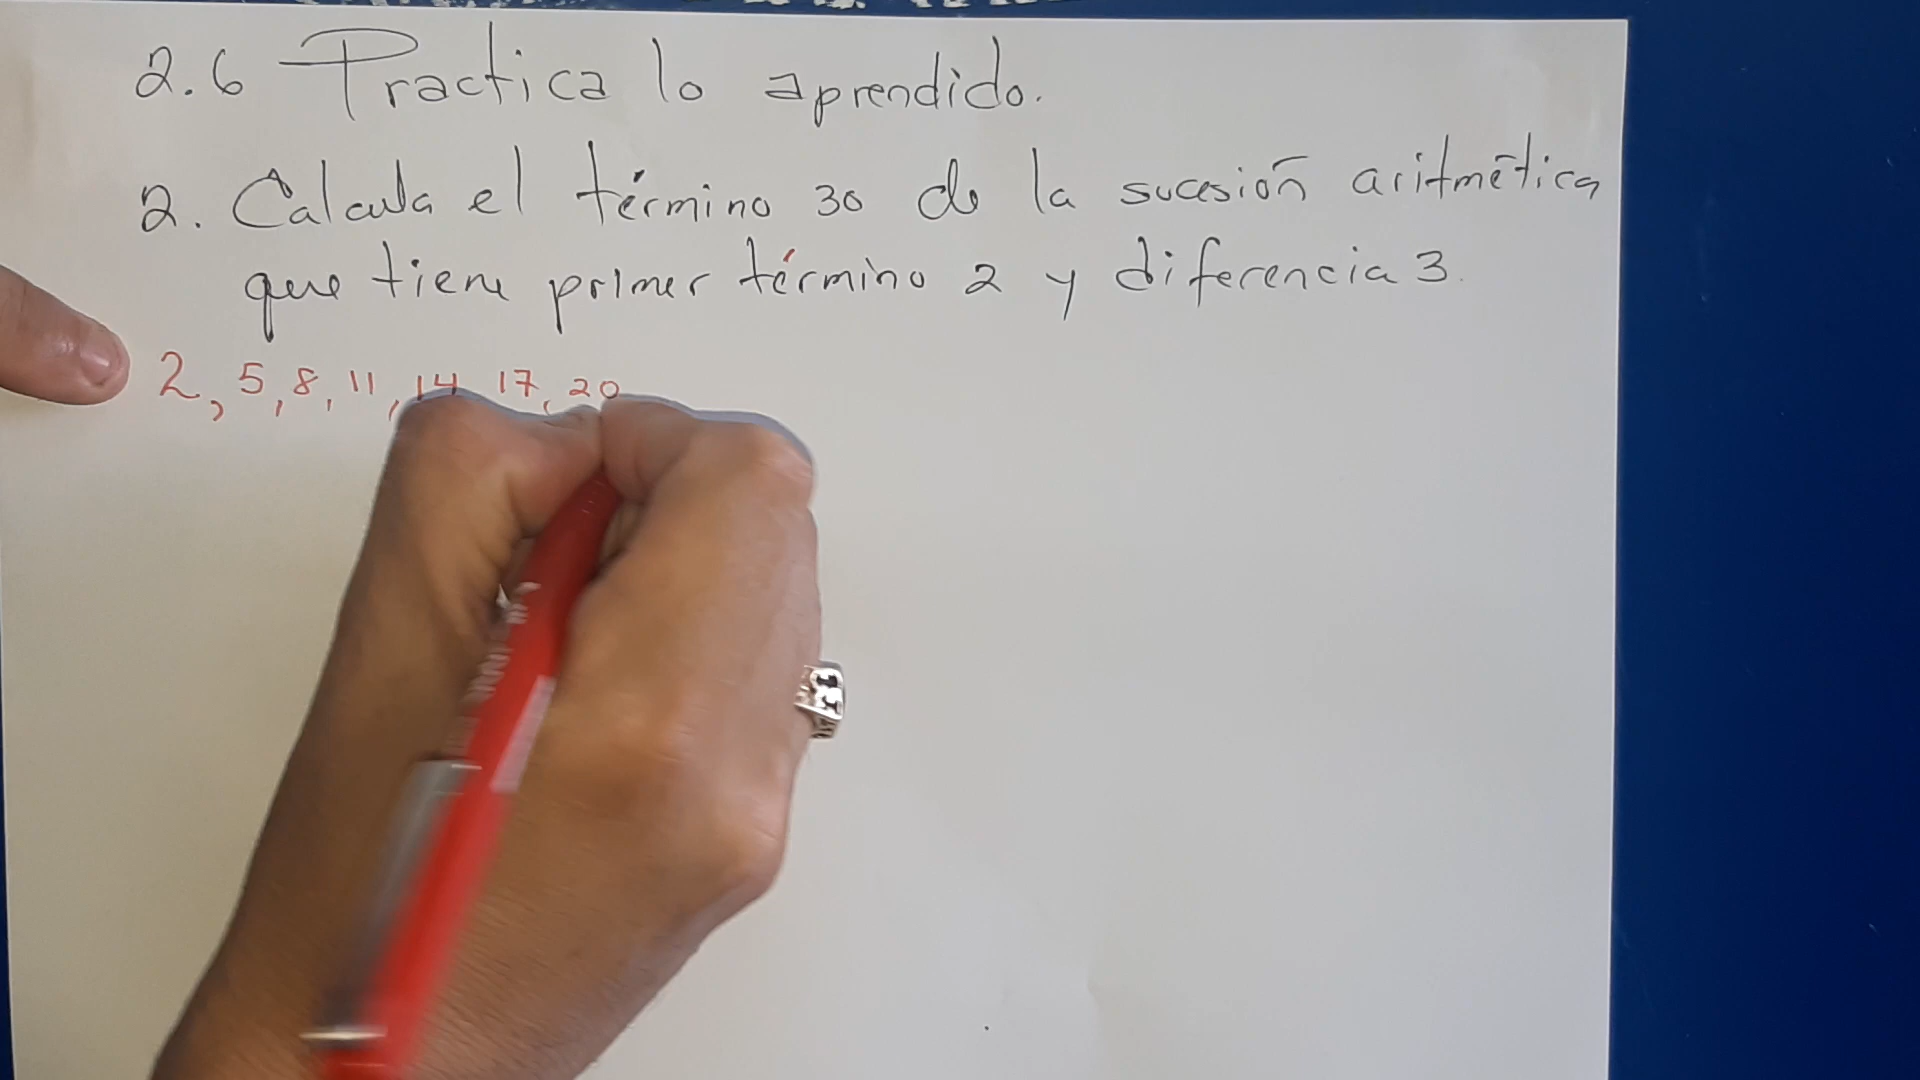 2.6 Practica lo aprendido.
2. Calcula el término 30 de la sucesión aritmética
que tiene primer término 2 y diferencia 3.
2, 5, 8, 11, 14 17, 20